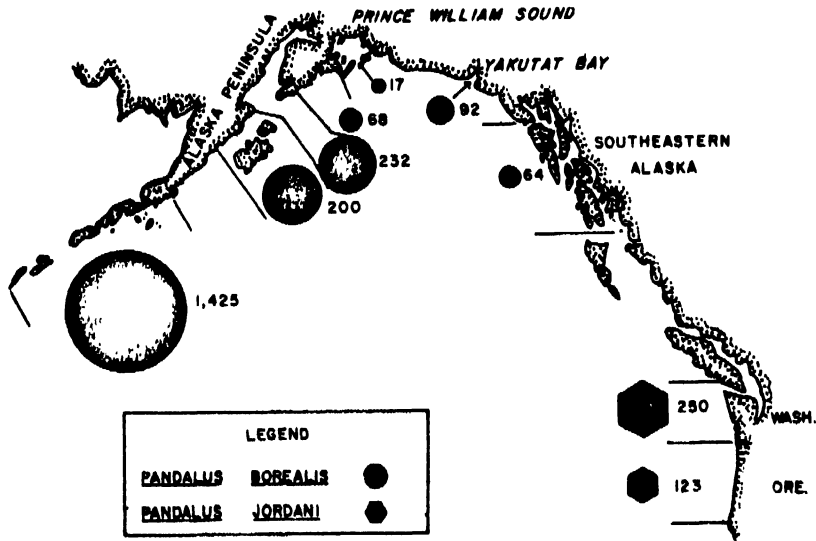 PRINCE WILLIAM SOUND
ALASKA PENINSULA
17
YAKUTAT BAY
68
92
232
SOUTHEASTERN
ALASKA
64
200
1,425
250
WASH.
123
ORE.
LEGEND
PANDALUS BOREALIS
PANDALUS JORDANI